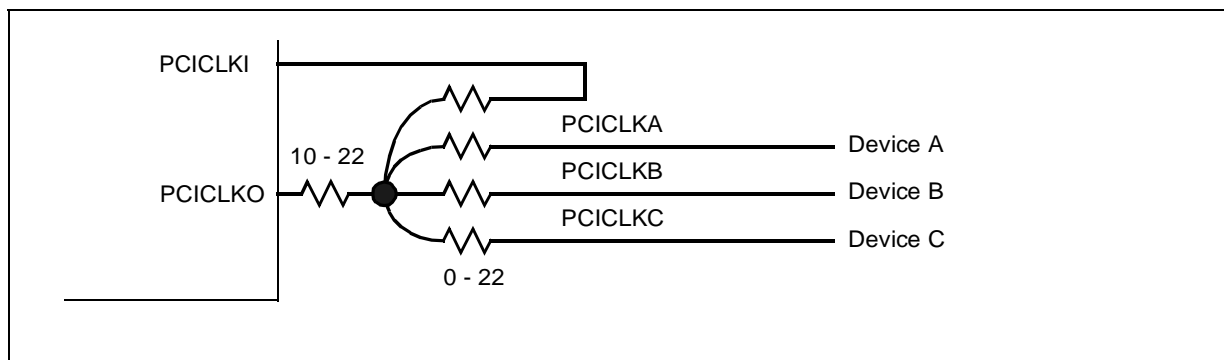 PCICLKI
PCICLKA
Device A
10 - 22
PCICLKB
PCICLKO
Device B
PCICLKC
Device C
0 - 22